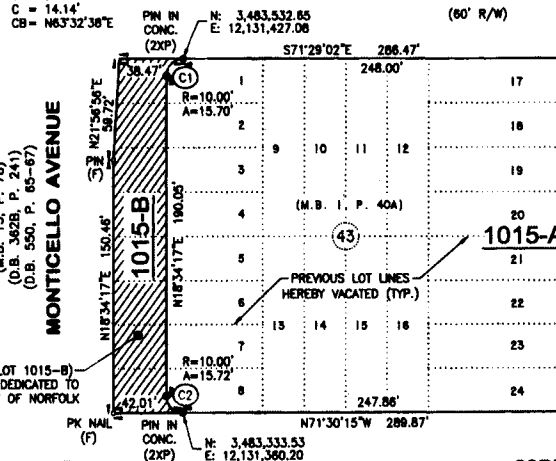 C = 14.14'
CB= N63'32'38"E
PIN IN
CONC.
(2XP)
N: 3,483,532.65
E: 12,131,427.08
(60' R/W)
S71°29'02"E 286.47'
38.47'
248.00'
C1
R=10.00'
A=15.70'
N21°56'56"E
59.72'
PIN
(F)
(D.B. 362B, P. 241)
(D.B. 550, P. 65-67)
MONTICELLO AVENUE
N18°34'17"E 150.46'
1015-B
N18°34'17"E 190.05'
1
2
3
4
5
6
7
8
9
10
11
12
13
14
15
16
17
18
19
20
21
22
23
24
(M.B. 1, P. 40A)
43
1015-A
PREVIOUS LOT LINES
HEREBY VACATED (TYP.)
LOT 1015-B)
DEDICATED TO
OF NORFOLK
R=10.00'
A=15.72'
C2
42.01'
247.86'
PK NAIL
(F)
PIN IN
CONC.
(2XP)
N71°30'15"W 289.87'
N: 3,483,333.53
E: 12,131,360.20